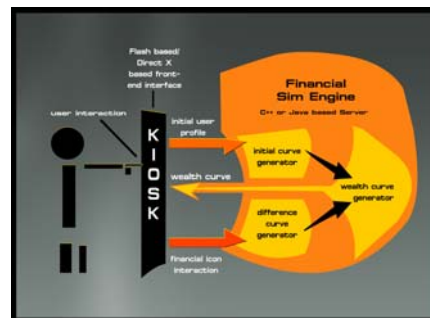 Flash based/
Direct X
based front-
end interface
user interaction
KIOSK
initial user
profile
wealth curve
financial icon
interaction
Financial
Sim Engine
C++ or Java based Server
initial curve
generator
wealth curve
generator
difference
curve
generator